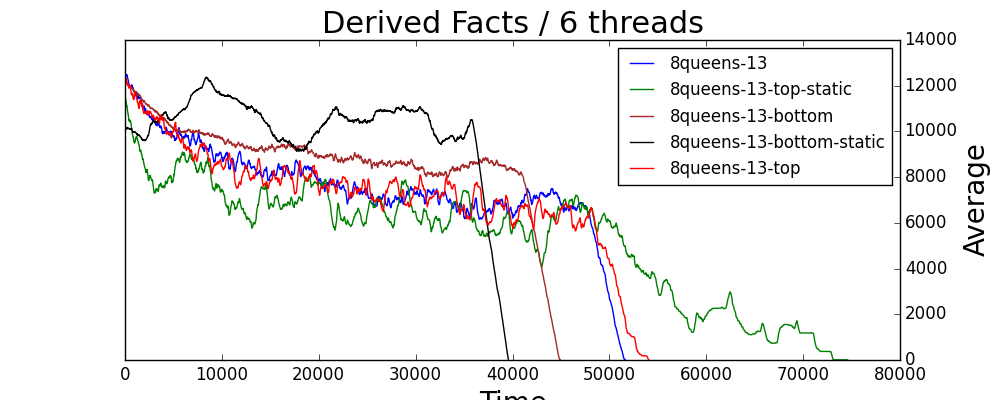 Derived Facts / 6 threads
14000
8queens-13
8queens-13-top-static
8queens-13-bottom
8queens-13-bottom-static
8queens-13-top
12000
10000
8000
6000
4000
2000
0
Average
0 10000 20000 30000 40000 50000 60000 70000 80000
Time